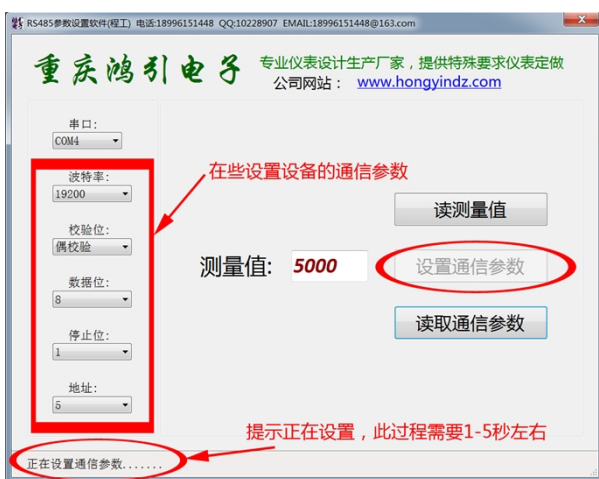 RS485参数设置软件(程工) 电话:18996151448 QQ:10228907 EMAIL:18996151448@163.com
重庆鸿引电子
专业仪表设计生产厂家，提供特殊要求仪表定做
公司网站： www.hongyindz.com
串口:
COM4
波特率:
19200
校验位:
偶校验
数据位:
8
停止位:
1
地址:
5
在些设置设备的通信参数
读测量值
测量值: 5000
设置通信参数
读取通信参数
提示正在设置，此过程需要1-5秒左右
正在设置通信参数.......